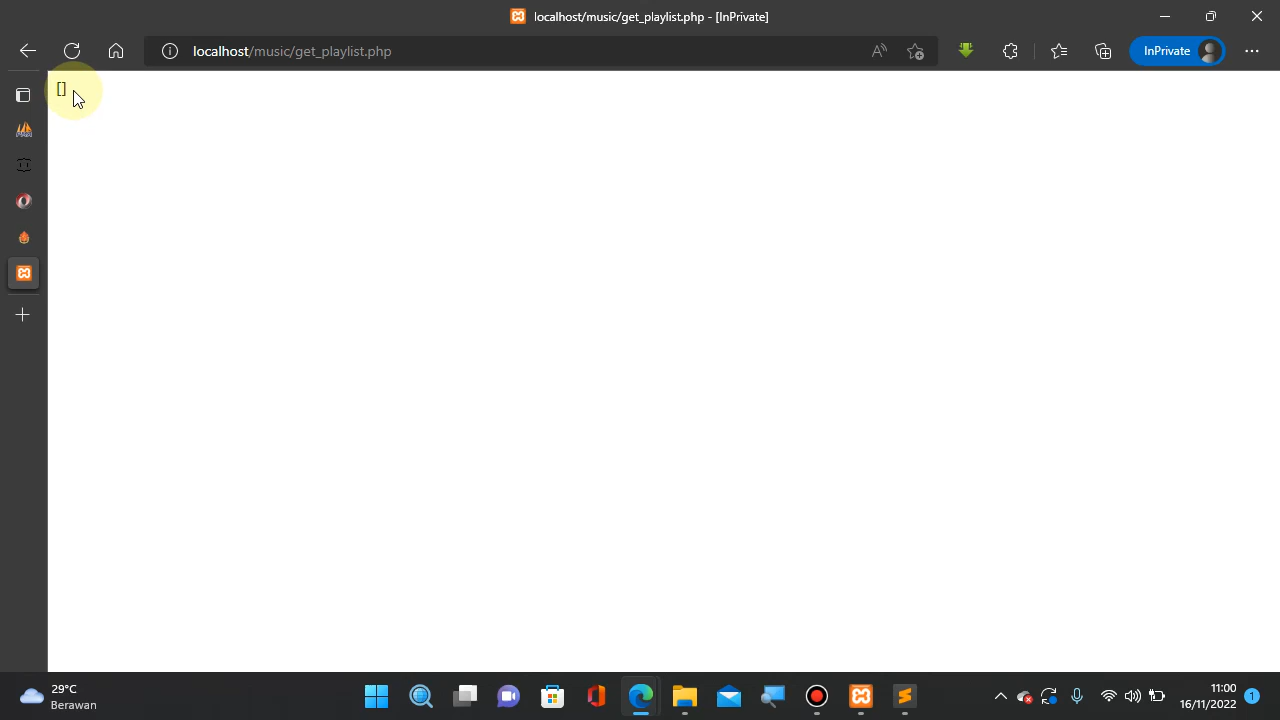 localhost/music/get_playlist.php - [InPrivate]
localhost/music/get_playlist.php
InPrivate
[]
29°C
Berawan
11:00
16/11/2022
1